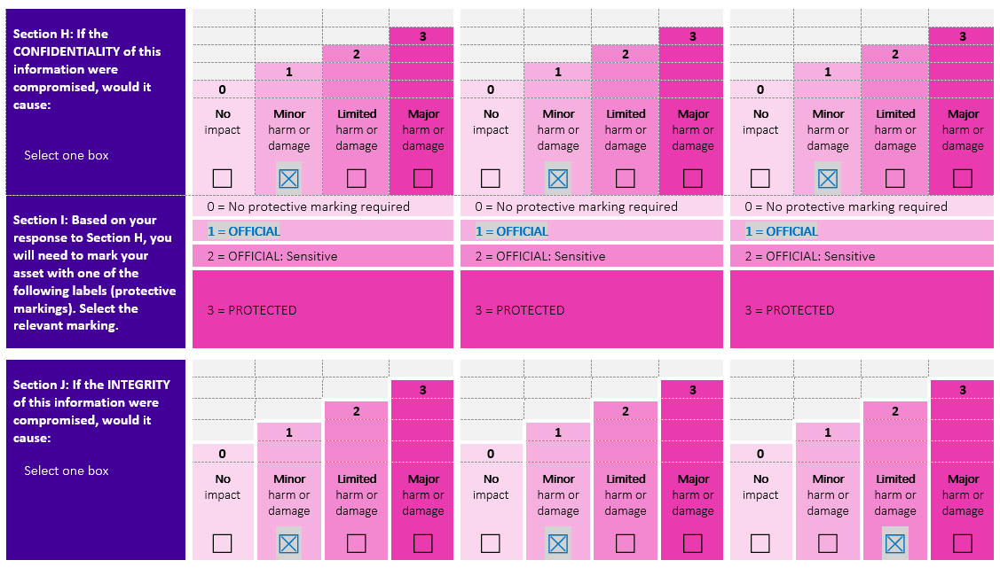 Section H: If the
CONFIDENTIALITY of this
information were
compromised, would it
cause:
Select one box
3 3 3
2 2 2
1 1 1
0 0 0
No Minor Limited Major No Minor Limited Major No Minor Limited Major
impact harm or harm or harm or impact harm or harm or harm or impact harm or harm or harm or
damage damage damage damage damage damage damage damage damage
Section I: Based on your
response to Section H, you
will need to mark your
asset with one of the
following labels (protective
markings). Select the
relevant marking.
0 = No protective marking required 0 = No protective marking required 0 = No protective marking required
1 = OFFICIAL 1 = OFFICIAL 1 = OFFICIAL
2 = OFFICIAL: Sensitive 2 = OFFICIAL: Sensitive 2 = OFFICIAL: Sensitive
3 = PROTECTED 3 = PROTECTED 3 = PROTECTED
Section J: If the INTEGRITY
of this information were
compromised, would it
cause:
Select one box
3 3 3
2 2 2
1 1 1
0 0 0
No Minor Limited Major No Minor Limited Major No Minor Limited Major
impact harm or harm or harm or impact harm or harm or harm or impact harm or harm or harm or
damage damage damage damage damage damage damage damage damage